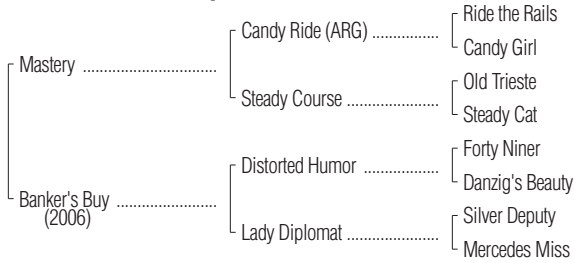 Ride the Rails
Candy Ride (ARG) ................
Candy Girl
Mastery ................................
Old Trieste
Steady Course ......................
Steady Cat
Forty Niner
Distorted Humor ..................
Danzig's Beauty
Banker's Buy ........................
(2006)
Silver Deputy
Lady Diplomat ......................
Mercedes Miss